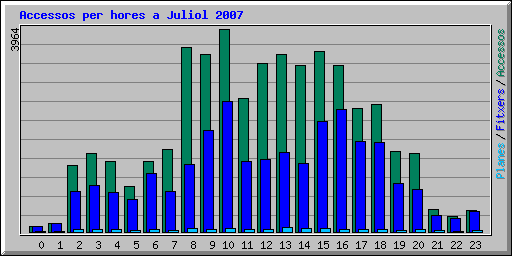 Accessos per hores a Juliol 2007
3964
Planes / Fitxers / Accessos
0 1 2 3 4 5 6 7 8 9 10 11 12 13 14 15 16 17 18 19 20 21 22 23